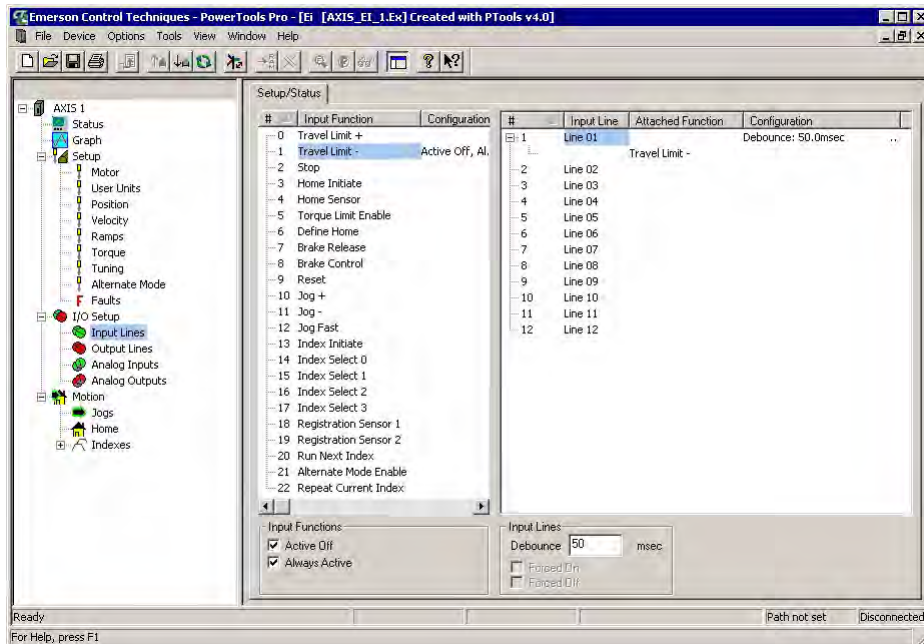 Emerson Control Techniques - PowerTools Pro - [Ei [AXIS_EI_1.Ex] Created with PTools v4.0]
File Device Options Tools View Window Help
AXIS 1
Status
Graph
Setup
Motor
User Units
Position
Velocity
Ramps
Torque
Tuning
Alternate Mode
F Faults
I/O Setup
Input Lines
Output Lines
Analog Inputs
Analog Outputs
Motion
Jogs
Home
Indexes
Setup/Status
# Input Function Configuration
0 Travel Limit +
1 Travel Limit - Active Off, Al.
2 Stop
3 Home Initiate
4 Home Sensor
5 Torque Limit Enable
6 Define Home
7 Brake Release
8 Brake Control
9 Reset
10 Jog +
11 Jog -
12 Jog Fast
13 Index Initiate
14 Index Select 0
15 Index Select 1
16 Index Select 2
17 Index Select 3
18 Registration Sensor 1
19 Registration Sensor 2
20 Run Next Index
21 Alternate Mode Enable
22 Repeat Current Index
# Input Line Attached Function Configuration
1 Line 01 Debounce: 50.0msec ..
Travel Limit -
2 Line 02
3 Line 03
4 Line 04
5 Line 05
6 Line 06
7 Line 07
8 Line 08
9 Line 09
10 Line 10
11 Line 11
12 Line 12
Input Functions
Active Off
Always Active
Input Lines
Debounce 50 msec
Forced On
Forced Off
Ready Path not set Disconnected
For Help, press F1